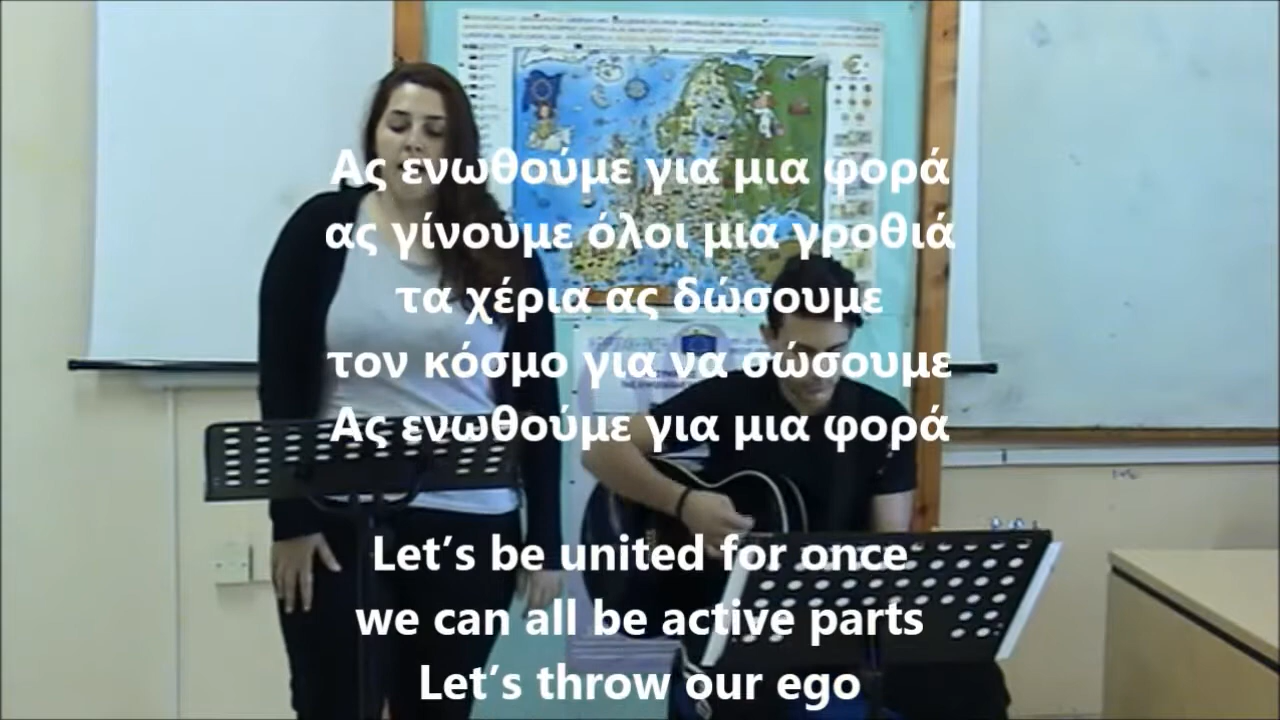 Ας ενωθούμε για μια φορά
ας γίνουμε όλοι μια γροθιά
τα χέρια ας δώσουμε
τον κόσμο για να σώσουμε
Ας ενωθούμε για μια φορά
Let's be united for once
we can all be active parts
Let's throw our ego